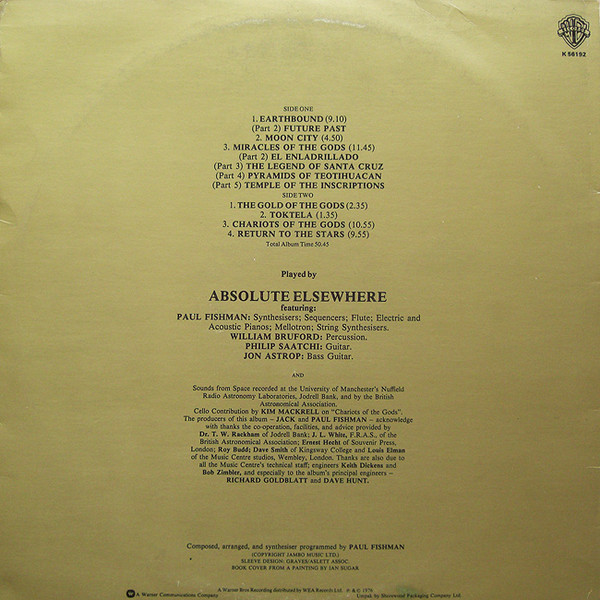 K 56192
SIDE ONE
1. EARTHBOUND (9.10)
(Part 2) FUTURE PAST
2. MOON CITY (4.50)
3. MIRACLES OF THE GODS (11.45)
(Part 2) EL ENLADRILLADO
(Part 3) THE LEGEND OF SANTA CRUZ
(Part 4) PYRAMIDS OF TEOTIHUACAN
(Part 5) TEMPLE OF THE INSCRIPTIONS
SIDE TWO
1. THE GOLD OF THE GODS (2.35)
2. TOKTELA (1.35)
3. CHARIOTS OF THE GODS (10.55)
4. RETURN TO THE STARS (9.55)
Total Album Time 50.45
Played by
ABSOLUTE ELSEWHERE
featuring:
PAUL FISHMAN: Synthesisers; Sequencers; Flute; Electric and
Acoustic Pianos; Mellotron; String Synthesisers.
WILLIAM BRUFORD: Percussion.
PHILIP SAATCHI: Guitar.
JON ASTROP: Bass Guitar.
AND
Sounds from Space recorded at the University of Manchester's Nuffield
Radio Astronomy Laboratories, Jodrell Bank, and by the British
Astronomical Association.
Cello Contribution by KIM MACKRELL on "Chariots of the Gods".
The producers of this album – JACK and PAUL FISHMAN – acknowledge
with thanks the co-operation, facilities, and advice provided by
Dr. T. W. Rackham of Jodrell Bank; J. L. White, F.R.A.S., of the
British Astronomical Association; Ernest Hecht of Souvenir Press,
London; Roy Budd; Dave Smith of Kingsway College and Louis Elman
of the Music Centre studios, Wembley, London. Thanks are also due to
all the Music Centre's technical staff; engineers Keith Dickens and
Bob Zimbler, and especially to the album's principal engineers –
RICHARD GOLDBLATT and DAVE HUNT.
Composed, arranged, and synthesiser programmed by PAUL FISHMAN
(COPYRIGHT JAMBO MUSIC LTD.)
SLEEVE DESIGN: GRAVES/ASLETT ASSOC.
BOOK COVER FROM A PAINTING BY IAN SUGAR
A Warner Communications Company
A Warner Bros Recording distributed by WEA Records Ltd. ℗ & © 1976
Unipak by Shorewood Packaging Company Ltd.